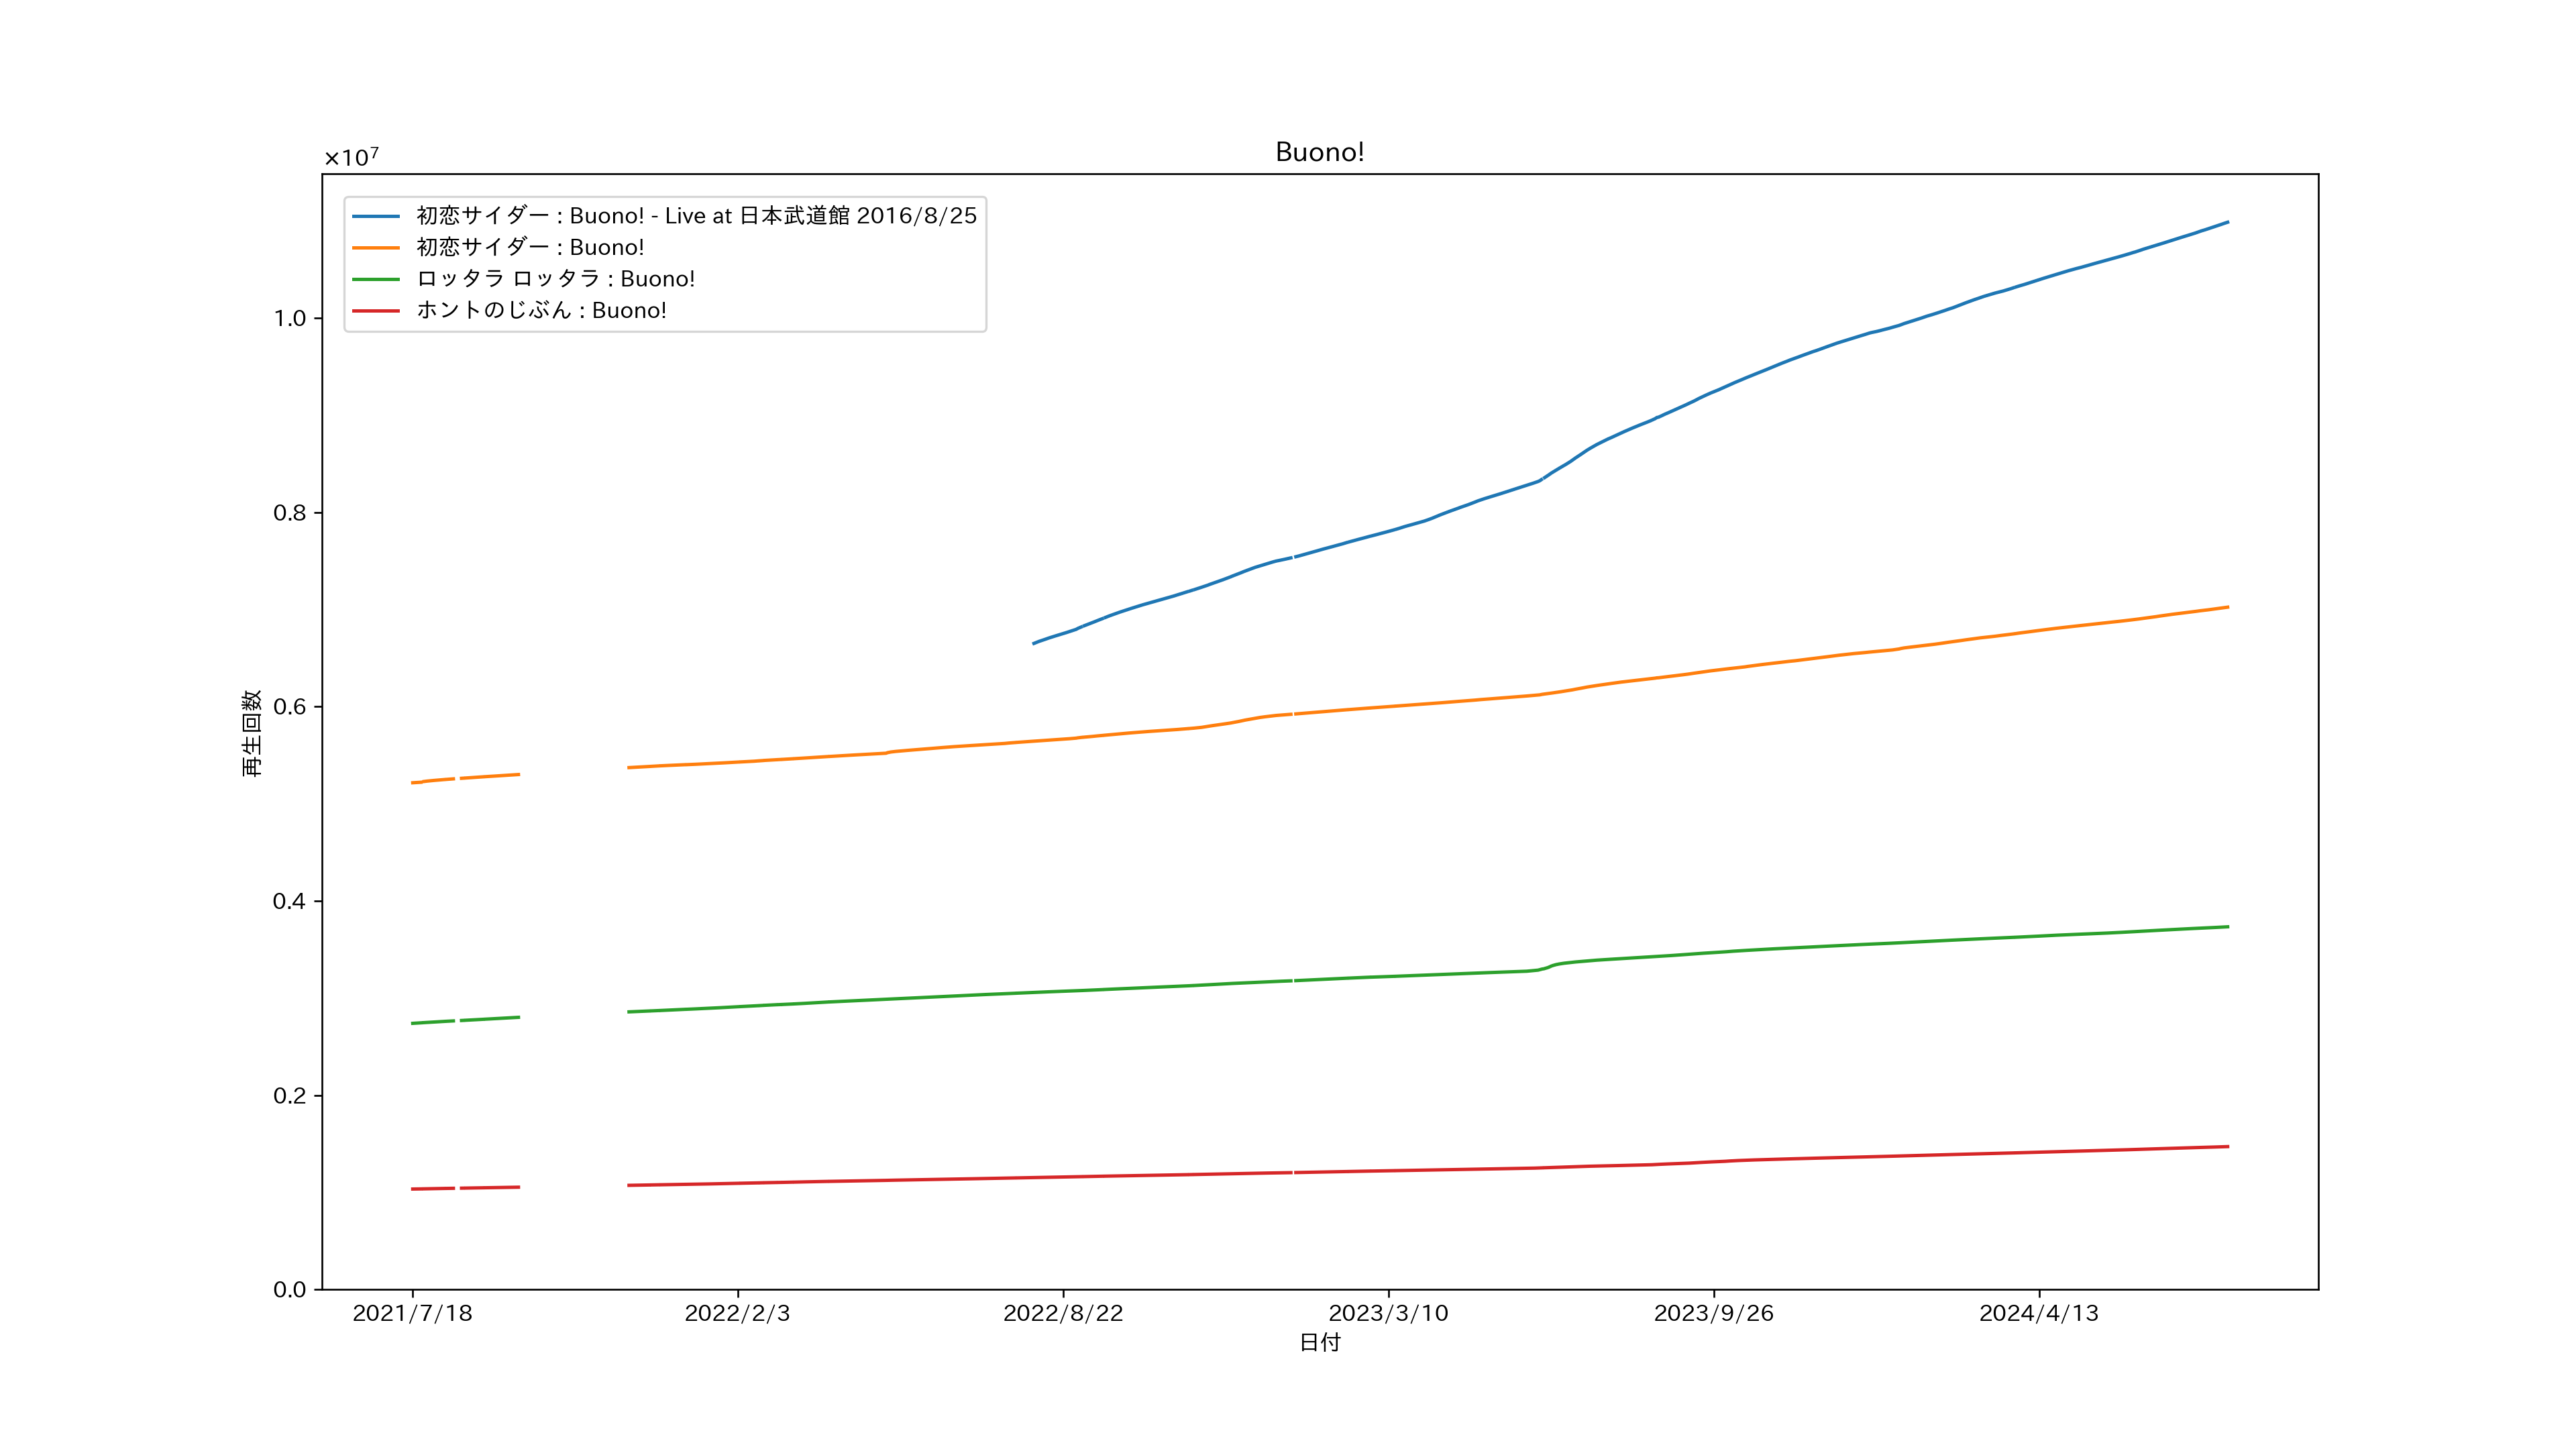 Buono!
×10⁷
初恋サイダー : Buono! - Live at 日本武道館 2016/8/25
初恋サイダー : Buono!
ロッタラ ロッタラ : Buono!
ホントのじぶん : Buono!
1.0
0.8
0.6
0.4
0.2
0.0
再生回数
2021/7/18 2022/2/3 2022/8/22 2023/3/10 2023/9/26 2024/4/13
日付